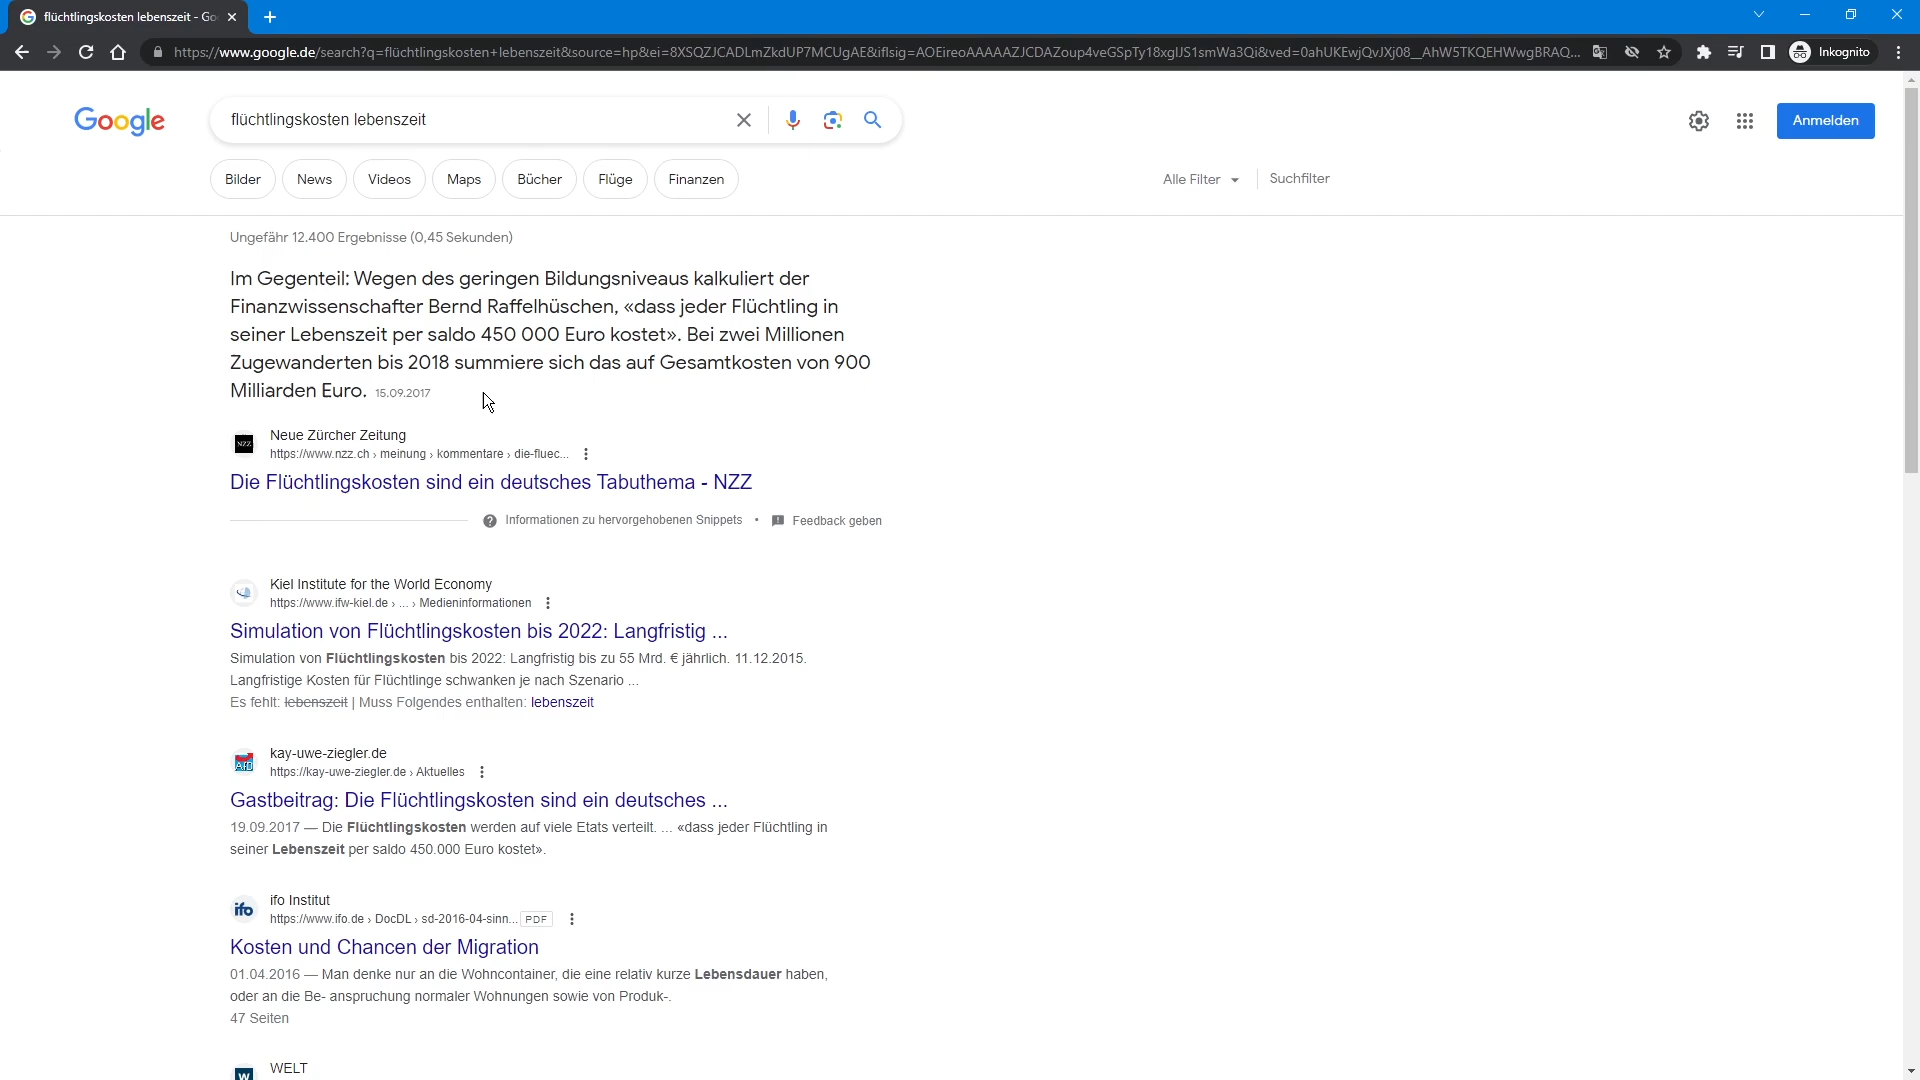 flüchtlingskosten lebenszeit - Go
https://www.google.de/search?q=flüchtlingskosten+lebenszeit&source=hp&ei=8XSQZJCADLmZkdUP7MCUgAE&iflsig=AOEireoAAAAAZJCDAZoup4veGSpTy18xglJS1smWa3Qi&ved=0ahUKEwjQvJXj08__AhW5TKQEHWwgBRAQ...
Inkognito
Google
flüchtlingskosten lebenszeit
Anmelden
Bilder
News
Videos
Maps
Bücher
Flüge
Finanzen
Alle Filter
Suchfilter
Ungefähr 12.400 Ergebnisse (0,45 Sekunden)
Im Gegenteil: Wegen des geringen Bildungsniveaus kalkuliert der
Finanzwissenschafter Bernd Raffelhüschen, «dass jeder Flüchtling in
seiner Lebenszeit per saldo 450 000 Euro kostet». Bei zwei Millionen
Zugewanderten bis 2018 summiere sich das auf Gesamtkosten von 900
Milliarden Euro. 15.09.2017
NZZ
Neue Zürcher Zeitung
https://www.nzz.ch › meinung › kommentare › die-fluec...
Die Flüchtlingskosten sind ein deutsches Tabuthema - NZZ
Informationen zu hervorgehobenen Snippets • Feedback geben
Kiel Institute for the World Economy
https://www.ifw-kiel.de › ... › Medieninformationen
Simulation von Flüchtlingskosten bis 2022: Langfristig ...
Simulation von Flüchtlingskosten bis 2022: Langfristig bis zu 55 Mrd. € jährlich. 11.12.2015.
Langfristige Kosten für Flüchtlinge schwanken je nach Szenario ...
Es fehlt: lebenszeit | Muss Folgendes enthalten: lebenszeit
AfD
kay-uwe-ziegler.de
https://kay-uwe-ziegler.de › Aktuelles
Gastbeitrag: Die Flüchtlingskosten sind ein deutsches ...
19.09.2017 — Die Flüchtlingskosten werden auf viele Etats verteilt. ... «dass jeder Flüchtling in
seiner Lebenszeit per saldo 450.000 Euro kostet».
ifo
ifo Institut
https://www.ifo.de › DocDL › sd-2016-04-sinn... PDF
Kosten und Chancen der Migration
01.04.2016 — Man denke nur an die Wohncontainer, die eine relativ kurze Lebensdauer haben,
oder an die Be- anspruchung normaler Wohnungen sowie von Produk-.
47 Seiten
W
WELT